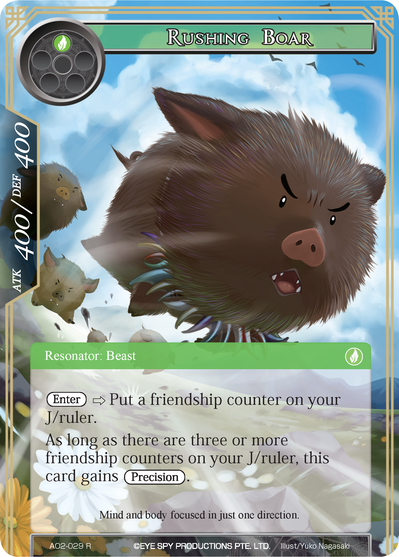 Rushing Boar
ATK 400 / DEF 400
Resonator: Beast
Enter ⇨ Put a friendship counter on your
J/ruler.
As long as there are three or more
friendship counters on your J/ruler, this
card gains Precision.
Mind and body focused in just one direction.
A02-029 R ©EYE SPY PRODUCTIONS PTE. LTD. Illust/Yuko Nagasaki